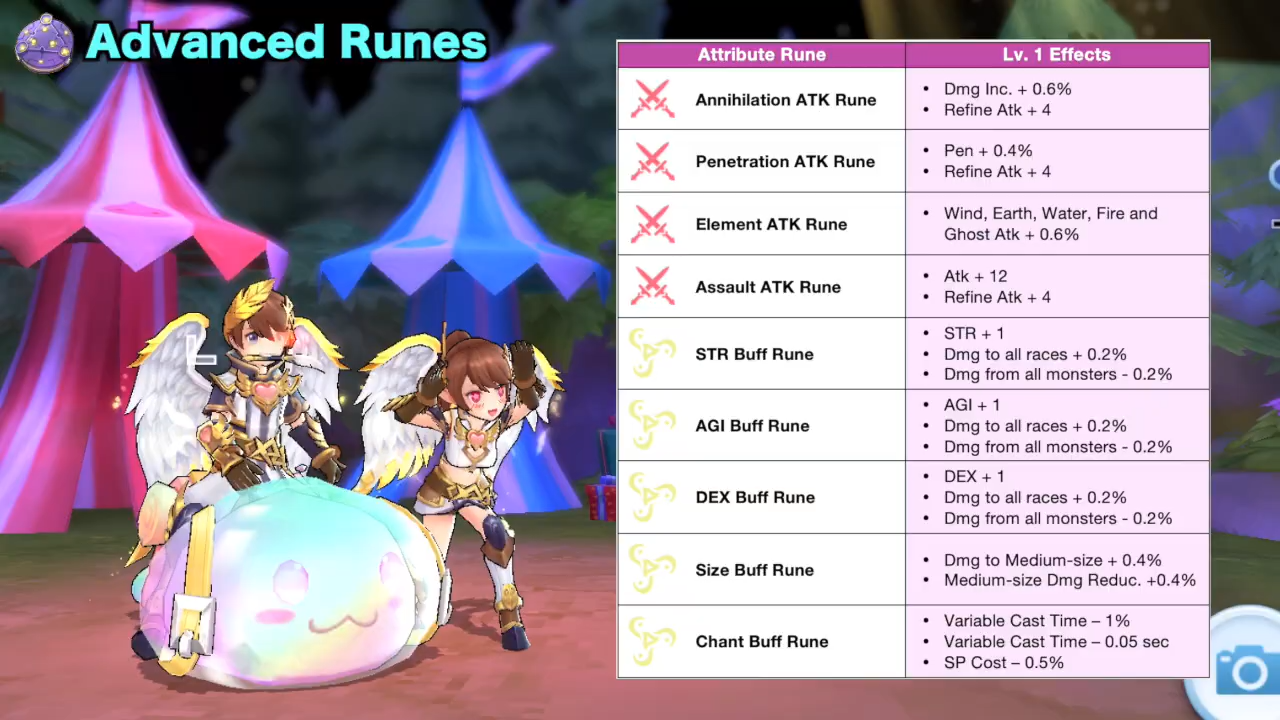 Advanced Runes
Attribute Rune Lv. 1 Effects
Annihilation ATK Rune
• Dmg Inc. + 0.6%
• Refine Atk + 4
Penetration ATK Rune
• Pen + 0.4%
• Refine Atk + 4
Element ATK Rune
• Wind, Earth, Water, Fire and
Ghost Atk + 0.6%
Assault ATK Rune
• Atk + 12
• Refine Atk + 4
STR Buff Rune
• STR + 1
• Dmg to all races + 0.2%
• Dmg from all monsters - 0.2%
AGI Buff Rune
• AGI + 1
• Dmg to all races + 0.2%
• Dmg from all monsters - 0.2%
DEX Buff Rune
• DEX + 1
• Dmg to all races + 0.2%
• Dmg from all monsters - 0.2%
Size Buff Rune
• Dmg to Medium-size + 0.4%
• Medium-size Dmg Reduc. +0.4%
Chant Buff Rune
• Variable Cast Time – 1%
• Variable Cast Time – 0.05 sec
• SP Cost – 0.5%